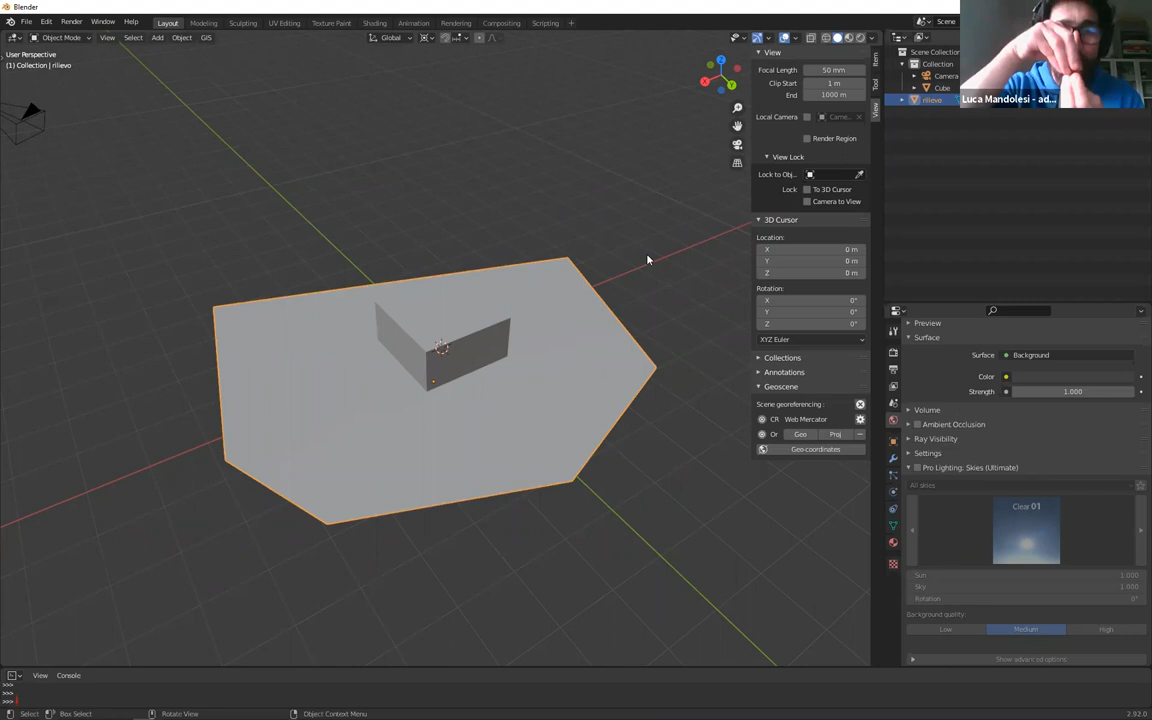 Blender
File Edit Render Window Help Layout Modeling Sculpting UV Editing Texture Paint Shading Animation Rendering Compositing Scripting + Scene
Object Mode View Select Add Object GIS Global
User Perspective
(1) Collection | rilievo
X Y Z
View
Focal Length 50 mm
Clip Start 1 m
End 1000 m
Local Camera Came...
Render Region
View Lock
Lock to Obj...
Lock To 3D Cursor
Camera to View
3D Cursor
Location:
X 0 m
Y 0 m
Z 0 m
Rotation:
X 0°
Y 0°
Z 0°
XYZ Euler
Collections
Annotations
Geoscene
Scene georeferencing :
CR Web Mercator
Or Geo Proj
Geo-coordinates
Item
Tool
View
Scene Collection
Collection
Camera
Cube
rilievo
Luca Mandolesi - ad...
Preview
Surface
Surface Background
Color
Strength 1.000
Volume
Ambient Occlusion
Ray Visibility
Settings
Pro Lighting: Skies (Ultimate)
All skies
Clear 01
Sun 1.000
Sky 1.000
Rotation 0°
Background quality:
Low Medium High
Show advanced options
View Console
>>>
>>>
>>>
Select Box Select Rotate View Object Context Menu 2.92.0